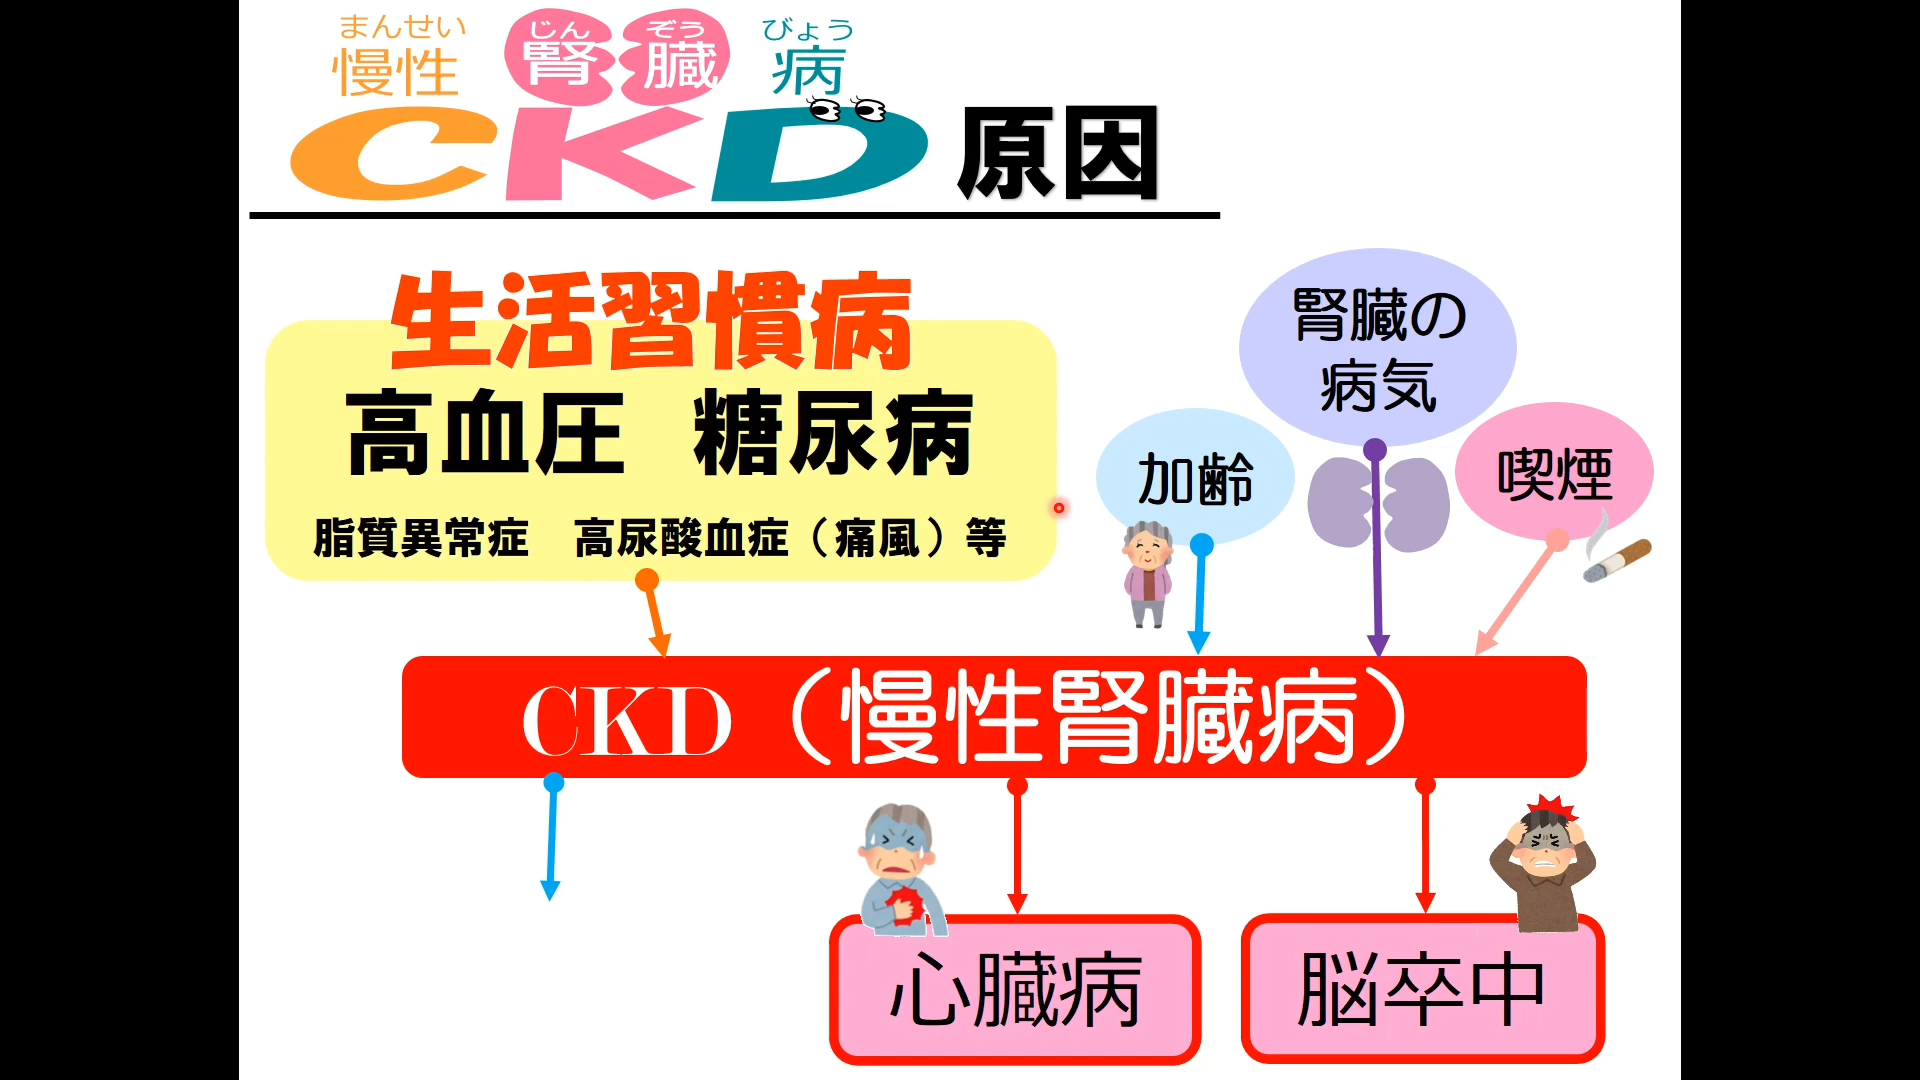 まんせい じん ぞう びょう
慢性 腎 臓 病
CKD 原因
生活習慣病
高血圧 糖尿病
脂質異常症 高尿酸血症（痛風）等
腎臓の
病気
加齢
喫煙
CKD（慢性腎臓病）
心臓病
脳卒中